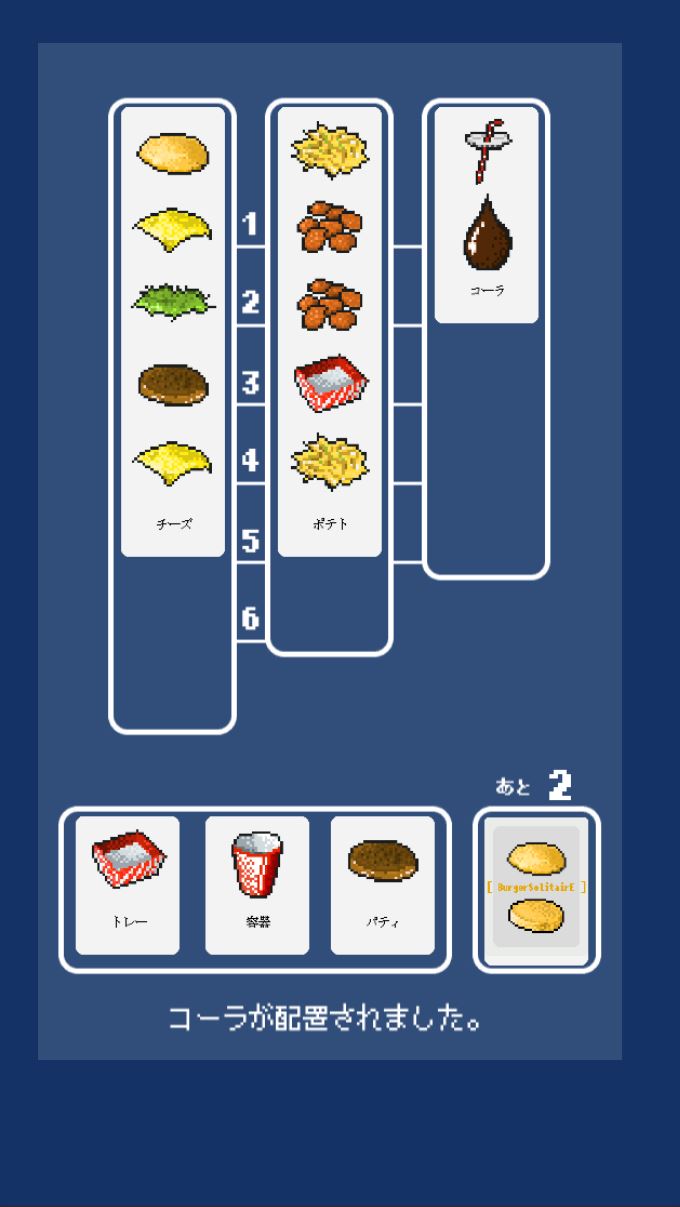 1
2
3
4
5
6
コーラ
チーズ
ポテト
あと 2
トレー
容器
パティ
[ BurgerSolitairE ]
コーラが配置されました。